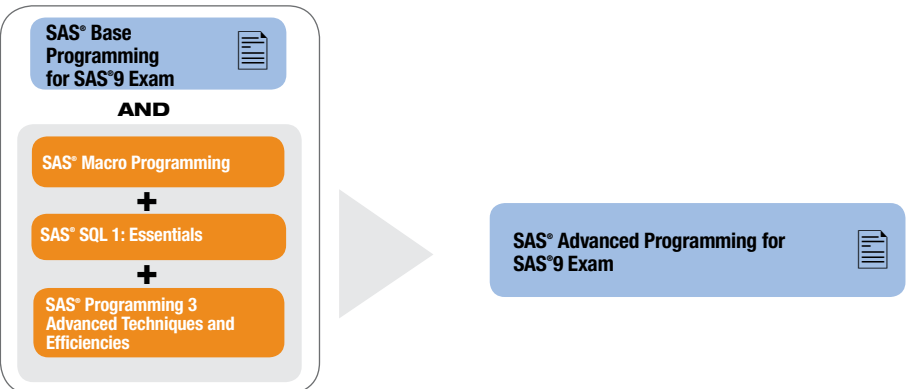 SAS® Base
Programming
for SAS®9 Exam
AND
SAS® Macro Programming
+
SAS® SQL 1: Essentials
+
SAS® Programming 3
Advanced Techniques and
Efficiencies
SAS® Advanced Programming for
SAS®9 Exam